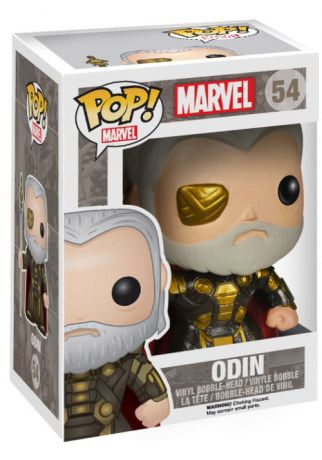 POP!
MARVEL
MARVEL
54
POP!
MARVEL
ODIN
ODIN
VINYL BOBBLE-HEAD / VINYLE BOBBLE
LA TÊTE / BOBBLE-HEAD DE VINIL
WARNING! Choking Hazard.
May contain small parts.